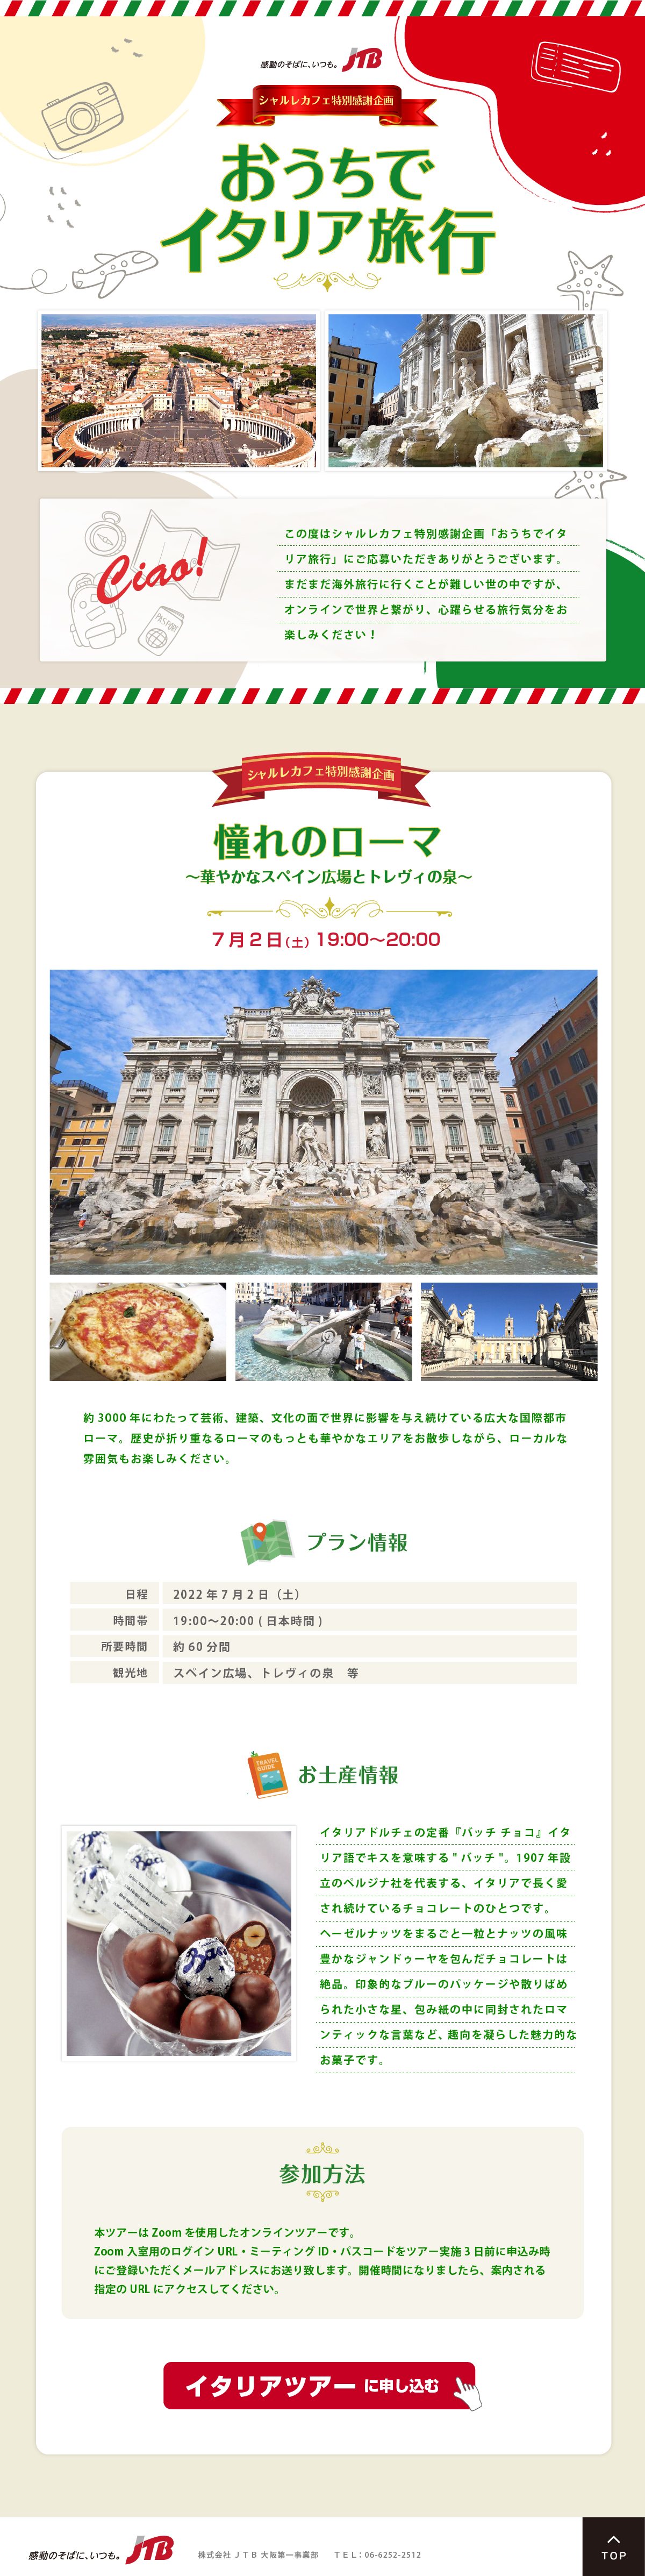 感動のそばに、いつも。 JTB
シャルレカフェ特別感謝企画
おうちで
イタリア旅行
Ciao!
PASSPORT
この度はシャルレカフェ特別感謝企画「おうちでイタ
リア旅行」にご応募いただきありがとうございます。
まだまだ海外旅行に行くことが難しい世の中ですが、
オンラインで世界と繋がり、心躍らせる旅行気分をお
楽しみください！
シャルレカフェ特別感謝企画
憧れのローマ
～華やかなスペイン広場とトレヴィの泉～
7月2日(土) 19:00～20:00
約 3000 年にわたって芸術、建築、文化の面で世界に影響を与え続けている広大な国際都市
ローマ。歴史が折り重なるローマのもっとも華やかなエリアをお散歩しながら、ローカルな
雰囲気もお楽しみください。
プラン情報
日程 2022 年 7 月 2 日（土）
時間帯 19:00～20:00 ( 日本時間 )
所要時間 約 60 分間
観光地 スペイン広場、トレヴィの泉　等
TRAVEL
GUIDE
お土産情報
イタリアドルチェの定番『バッチ チョコ』イタ
リア語でキスを意味する " バッチ "。1907 年設
立のペルジナ社を代表する、イタリアで長く愛
され続けているチョコレートのひとつです。
ヘーゼルナッツをまるごと一粒とナッツの風味
豊かなジャンドゥーヤを包んだチョコレートは
絶品。印象的なブルーのパッケージや散りばめ
られた小さな星、包み紙の中に同封されたロマ
ンティックな言葉など、趣向を凝らした魅力的な
お菓子です。
参加方法
本ツアーは Zoom を使用したオンラインツアーです。
Zoom 入室用のログイン URL・ミーティング ID・パスコードをツアー実施 3 日前に申込み時
にご登録いただくメールアドレスにお送り致します。開催時間になりましたら、案内される
指定の URL にアクセスしてください。
イタリアツアー に申し込む
感動のそばに、いつも。 JTB
株式会社 J T B 大阪第一事業部　T E L：06-6252-2512
TOP